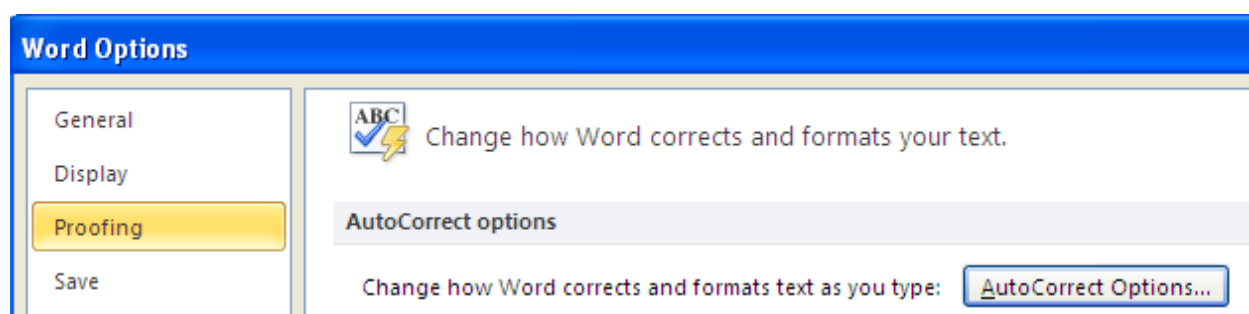 Word Options
General
Display
Proofing
Save
ABC
Change how Word corrects and formats your text.
AutoCorrect options
Change how Word corrects and formats text as you type:
AutoCorrect Options...